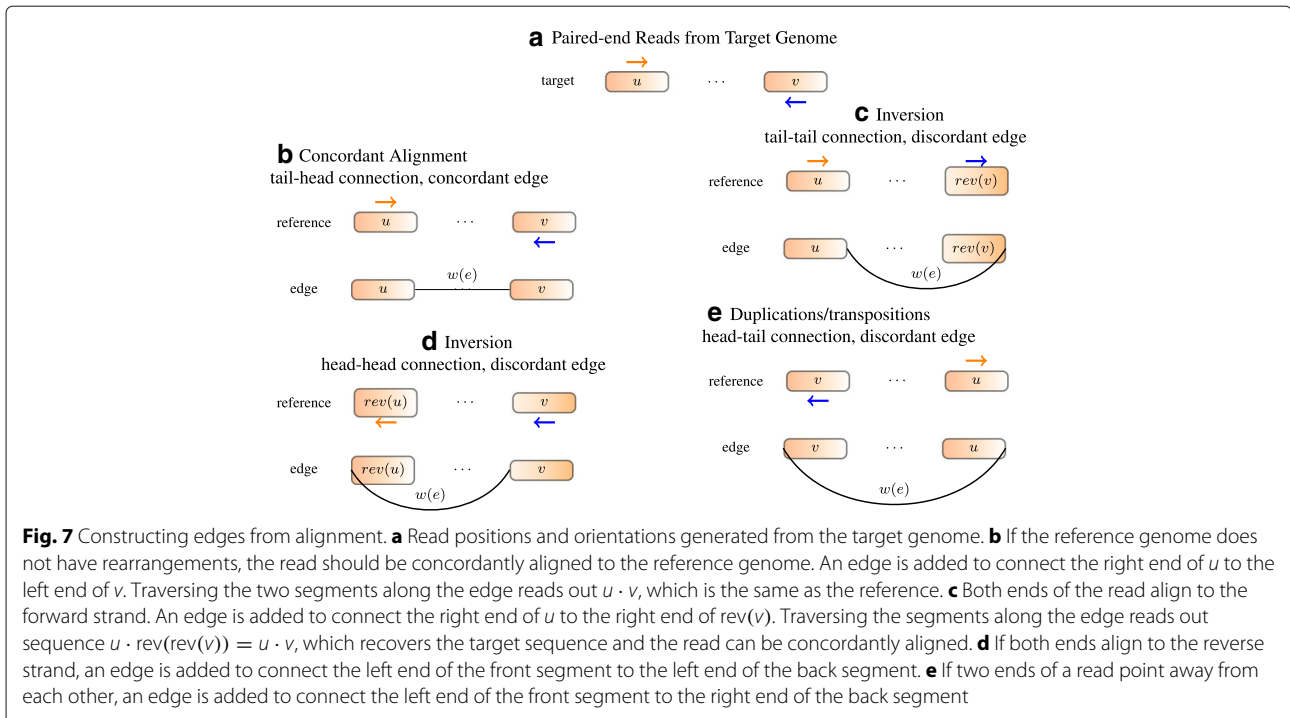 a Paired-end Reads from Target Genome
target u ... v
b Concordant Alignment
tail-head connection, concordant edge
reference u ... v
edge u w(e) ... v
c Inversion
tail-tail connection, discordant edge
reference u ... rev(v)
edge u ... rev(v)
w(e)
d Inversion
head-head connection, discordant edge
reference rev(u) ... v
edge rev(u) ... v
w(e)
e Duplications/transpositions
head-tail connection, discordant edge
reference v ... u
edge v ... u
w(e)
Fig. 7 Constructing edges from alignment. a Read positions and orientations generated from the target genome. b If the reference genome does
not have rearrangements, the read should be concordantly aligned to the reference genome. An edge is added to connect the right end of u to the
left end of v. Traversing the two segments along the edge reads out u · v, which is the same as the reference. c Both ends of the read align to the
forward strand. An edge is added to connect the right end of u to the right end of rev(v). Traversing the segments along the edge reads out
sequence u · rev(rev(v)) = u · v, which recovers the target sequence and the read can be concordantly aligned. d If both ends align to the reverse
strand, an edge is added to connect the left end of the front segment to the left end of the back segment. e If two ends of a read point away from
each other, an edge is added to connect the left end of the front segment to the right end of the back segment